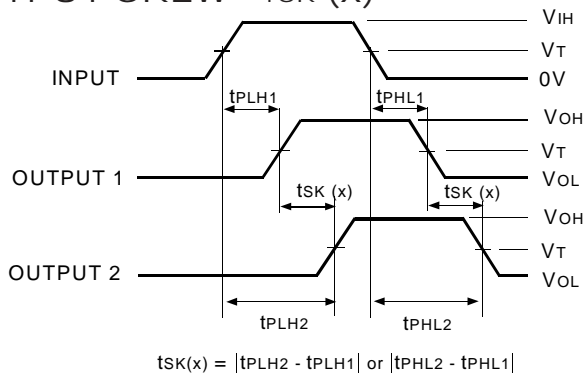 tSK (x)
VIH
VT
INPUT
0V
tPLH1
tPHL1
VOH
VT
OUTPUT 1
VOL
tSK (x)
tSK (x)
VOH
VT
OUTPUT 2
VOL
tPLH2
tPHL2
tSK(x) = |tPLH2 - tPLH1| or |tPHL2 - tPHL1|